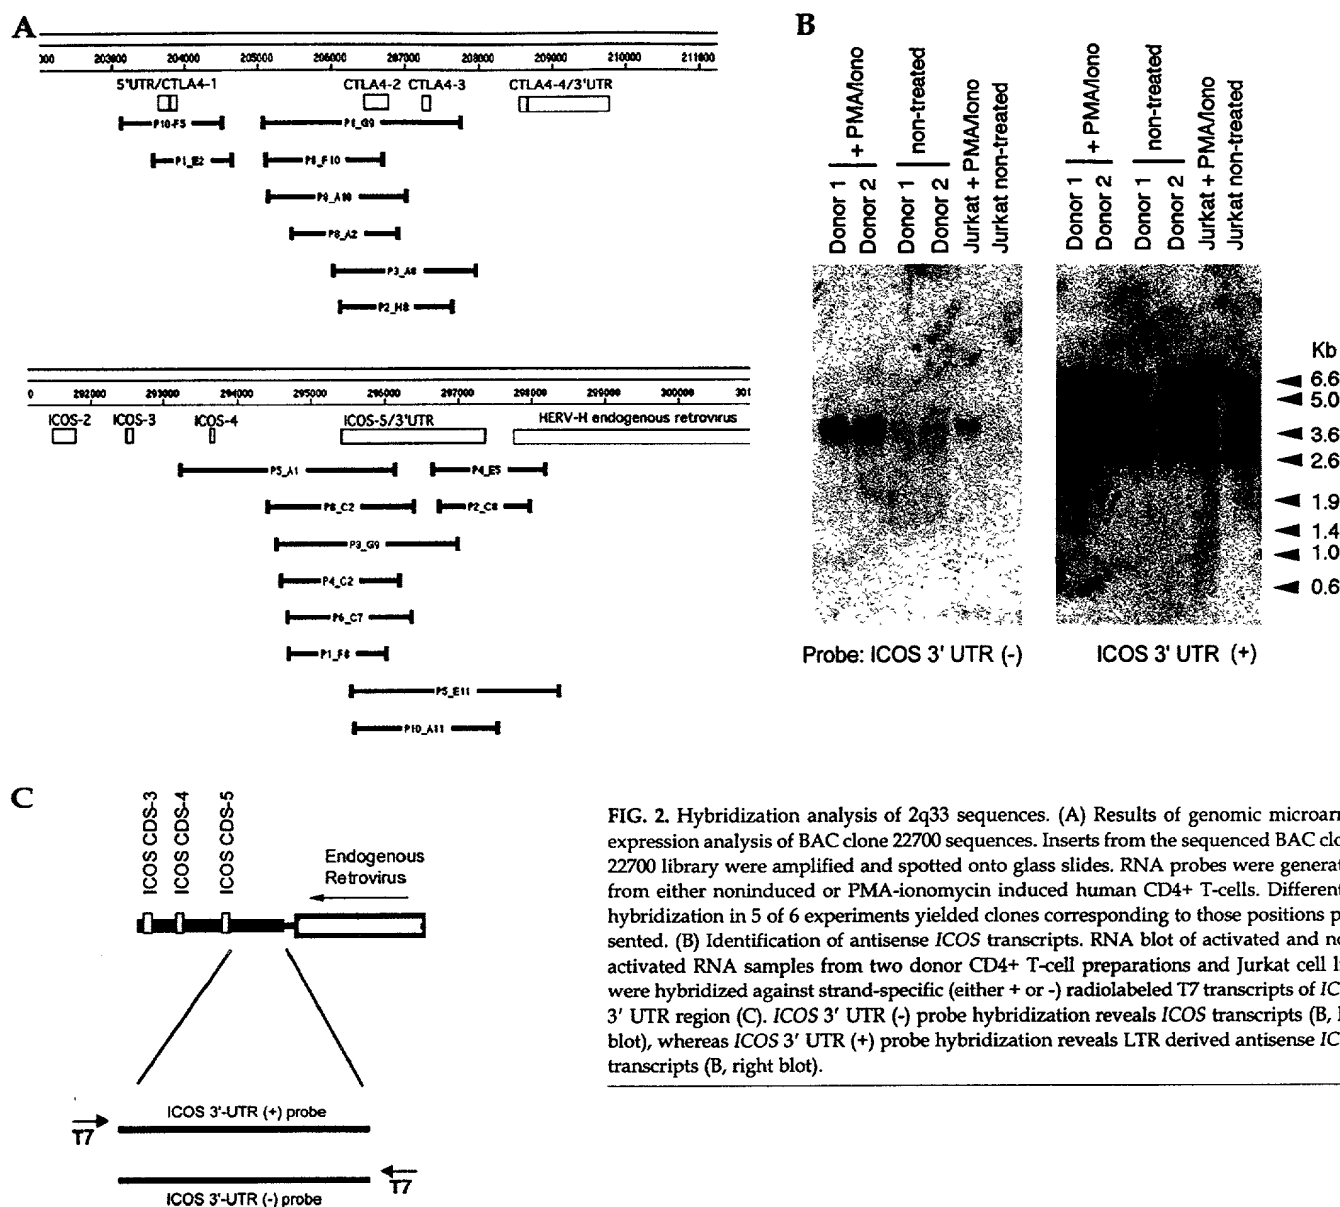 A
000 203000 204000 205000 206000 207000 208000 209000 210000 211000
5'UTR/CTLA4-1 CTLA4-2 CTLA4-3 CTLA4-4/3'UTR
P10-F5 P1_G9
P1_E2 P8_F10
P9_A10
P8_A2
P3_A6
P2_H8
0 292000 293000 294000 295000 296000 297000 298000 299000 300000 301
ICOS-2 ICOS-3 ICOS-4 ICOS-5/3'UTR HERV-H endogenous retrovirus
P5_A1 P4_E5
P8_C2 P2_C8
P3_G9
P4_C2
P6_C7
P1_F8
P5_E11
P10_A11
B
+ PMA/Iono non-treated
Donor 1 Donor 2 Donor 1 Donor 2 Jurkat + PMA/Iono Jurkat non-treated
+ PMA/Iono non-treated
Donor 1 Donor 2 Donor 1 Donor 2 Jurkat + PMA/Iono Jurkat non-treated
Kb
6.6
5.0
3.6
2.6
1.9
1.4
1.0
0.6
Probe: ICOS 3' UTR (-) ICOS 3' UTR (+)
C
ICOS CDS-3 ICOS CDS-4 ICOS CDS-5
Endogenous
Retrovirus
ICOS 3'-UTR (+) probe
T7
T7
ICOS 3'-UTR (-) probe
FIG. 2. Hybridization analysis of 2q33 sequences. (A) Results of genomic microarr
expression analysis of BAC clone 22700 sequences. Inserts from the sequenced BAC clo
22700 library were amplified and spotted onto glass slides. RNA probes were generat
from either noninduced or PMA-ionomycin induced human CD4+ T-cells. Different
hybridization in 5 of 6 experiments yielded clones corresponding to those positions p
sented. (B) Identification of antisense ICOS transcripts. RNA blot of activated and no
activated RNA samples from two donor CD4+ T-cell preparations and Jurkat cell li
were hybridized against strand-specific (either + or -) radiolabeled T7 transcripts of IC
3' UTR region (C). ICOS 3' UTR (-) probe hybridization reveals ICOS transcripts (B, l
blot), whereas ICOS 3' UTR (+) probe hybridization reveals LTR derived antisense IC
transcripts (B, right blot).